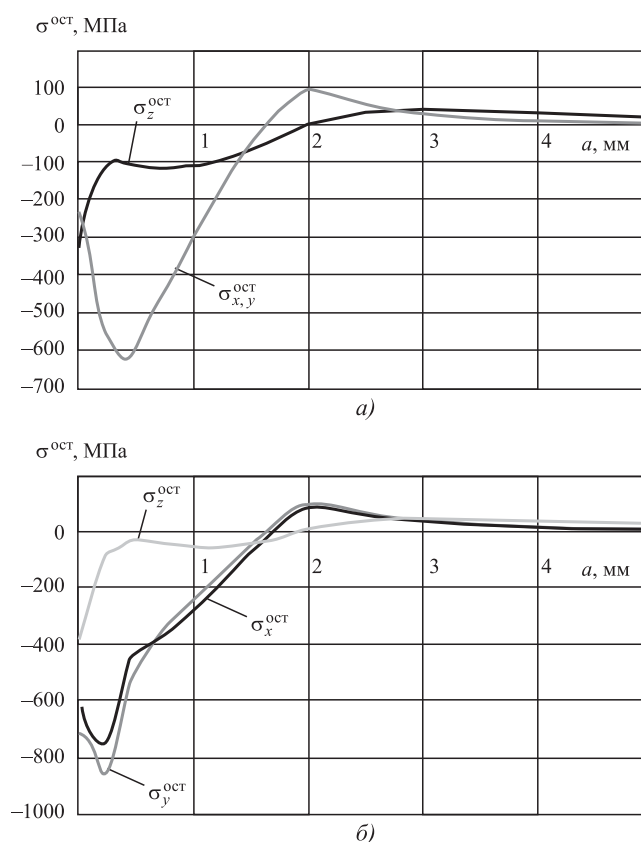 σ^ост, МПа
100
0
−100
−200
−300
−400
−500
−600
−700
σ_z^ост
σ_{x, y}^ост
1 2 3 4 a, мм
а)
σ^ост, МПа
0
−200
−400
−600
−800
−1000
σ_z^ост
1 2 3 4 a, мм
σ_x^ост
σ_y^ост
б)